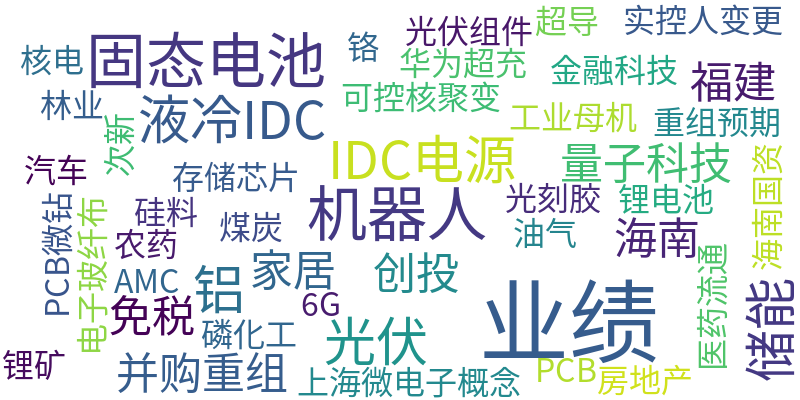 光伏组件
超导
实控人变更
核电
固态电池
铬
华为超充
金融科技
福建
林业
液冷IDC
可控核聚变
工业母机
重组预期
次新
IDC电源
量子科技
海南国资
汽车
存储芯片
机器人
光刻胶
锂电池
PCB微钻
电子玻纤布
硅料
煤炭
油气
海南
农药
家居
创投
医药流通
AMC
铝
6G
业绩
储能
免税
磷化工
光伏
锂矿
并购重组
上海微电子概念
PCB
房地产